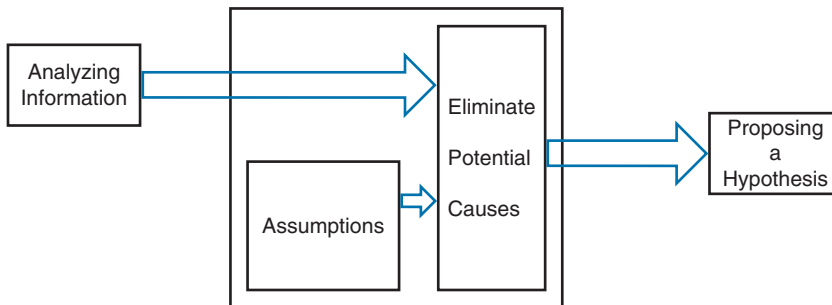 Analyzing
Information
Eliminate
Potential
Causes
Assumptions
Proposing
a
Hypothesis